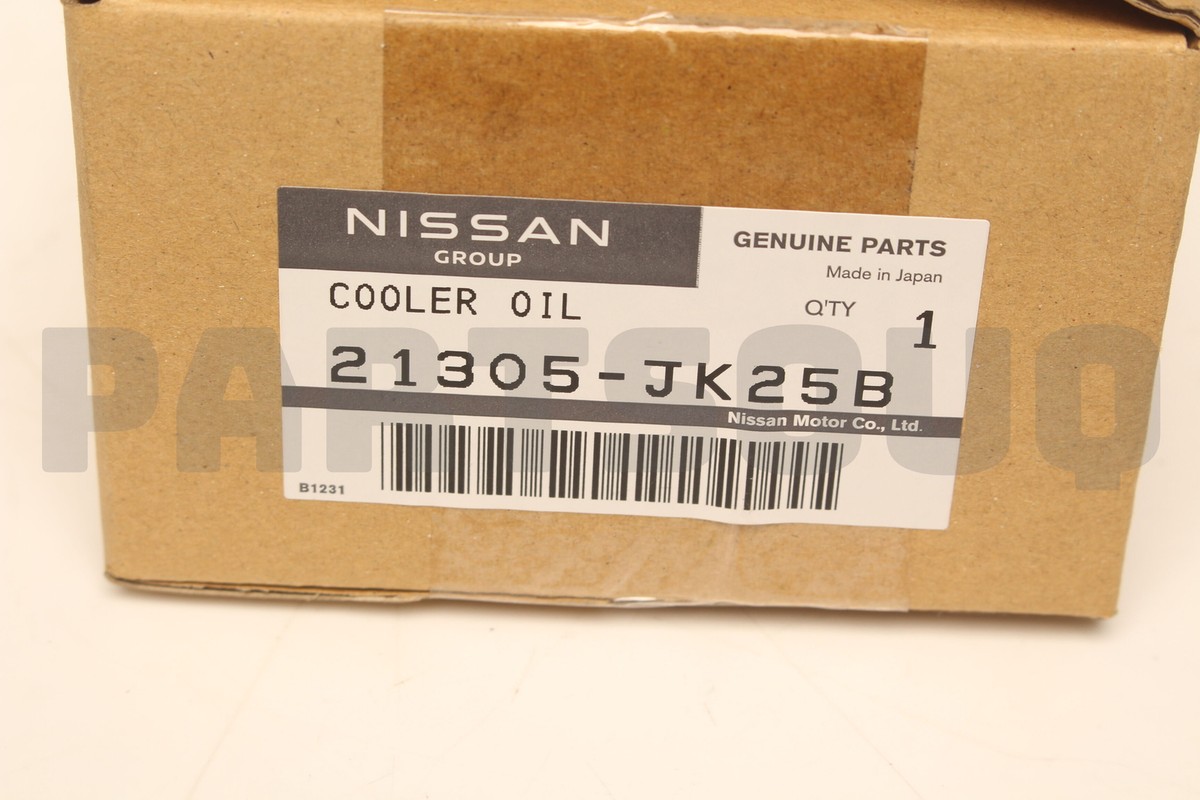 NISSAN
GROUP
GENUINE PARTS
Made in Japan
COOLER OIL
Q'TY 1
21305-JK25B
Nissan Motor Co., Ltd.
B1231
PARTSOUQ